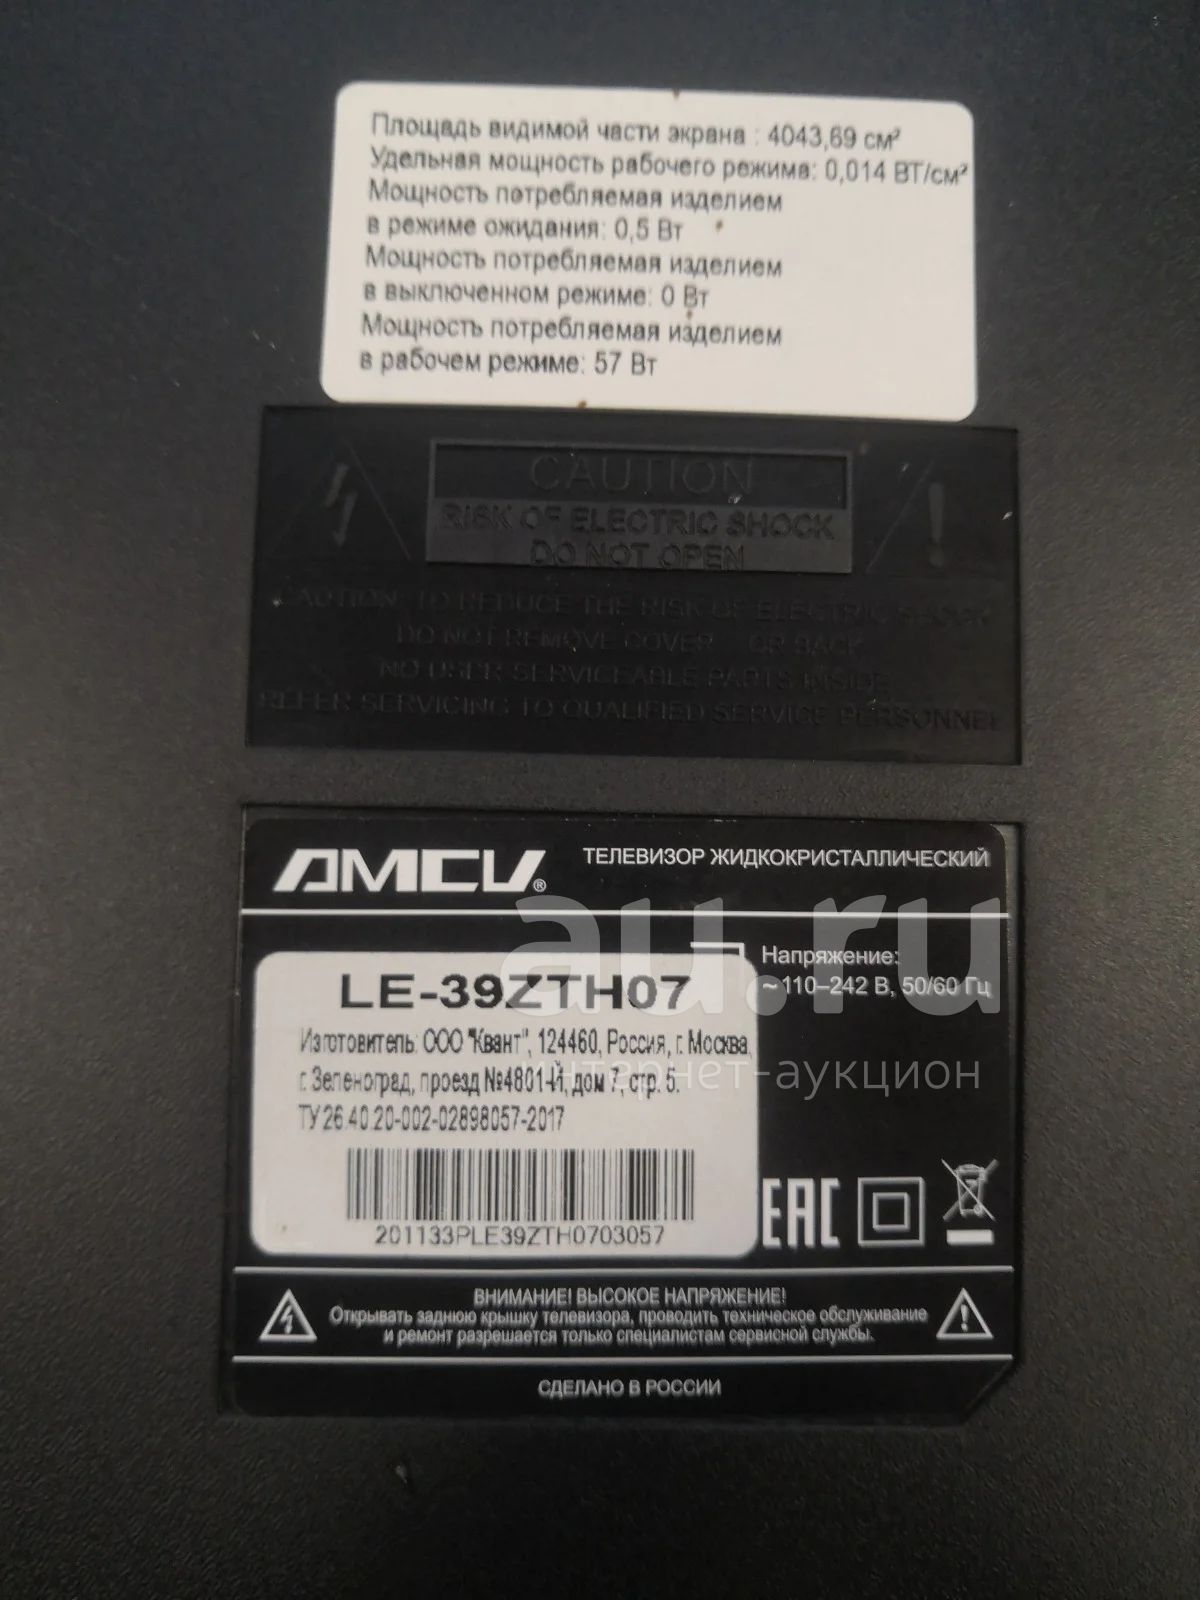 Площадь видимой части экрана : 4043,69 см²
Удельная мощность рабочего режима: 0,014 ВТ/см²
Мощность потребляемая изделием
в режиме ожидания: 0,5 Вт
Мощность потребляемая изделием
в выключенном режиме: 0 Вт
Мощность потребляемая изделием
в рабочем режиме: 57 Вт
CAUTION
RISK OF ELECTRIC SHOCK
DO NOT OPEN
CAUTION: TO REDUCE THE RISK OF ELECTRIC SHOCK
DO NOT REMOVE COVER OR BACK
NO USER SERVICEABLE PARTS INSIDE
REFER SERVICING TO QUALIFIED SERVICE PERSONNEL
AMCV® ТЕЛЕВИЗОР ЖИДКОКРИСТАЛЛИЧЕСКИЙ
au.ru
интернет-аукцион
Напряжение:
~110–242 В, 50/60 Гц
LE-39ZTH07
Изготовитель: ООО "Квант", 124460, Россия, г. Москва,
г. Зеленоград, проезд №4801-Й, дом 7, стр. 5.
ТУ 26.40.20-002-02898057-2017
201133PLE39ZTH0703057
EAC
ВНИМАНИЕ! ВЫСОКОЕ НАПРЯЖЕНИЕ!
Открывать заднюю крышку телевизора, проводить техническое обслуживание
и ремонт разрешается только специалистам сервисной службы.
СДЕЛАНО В РОССИИ